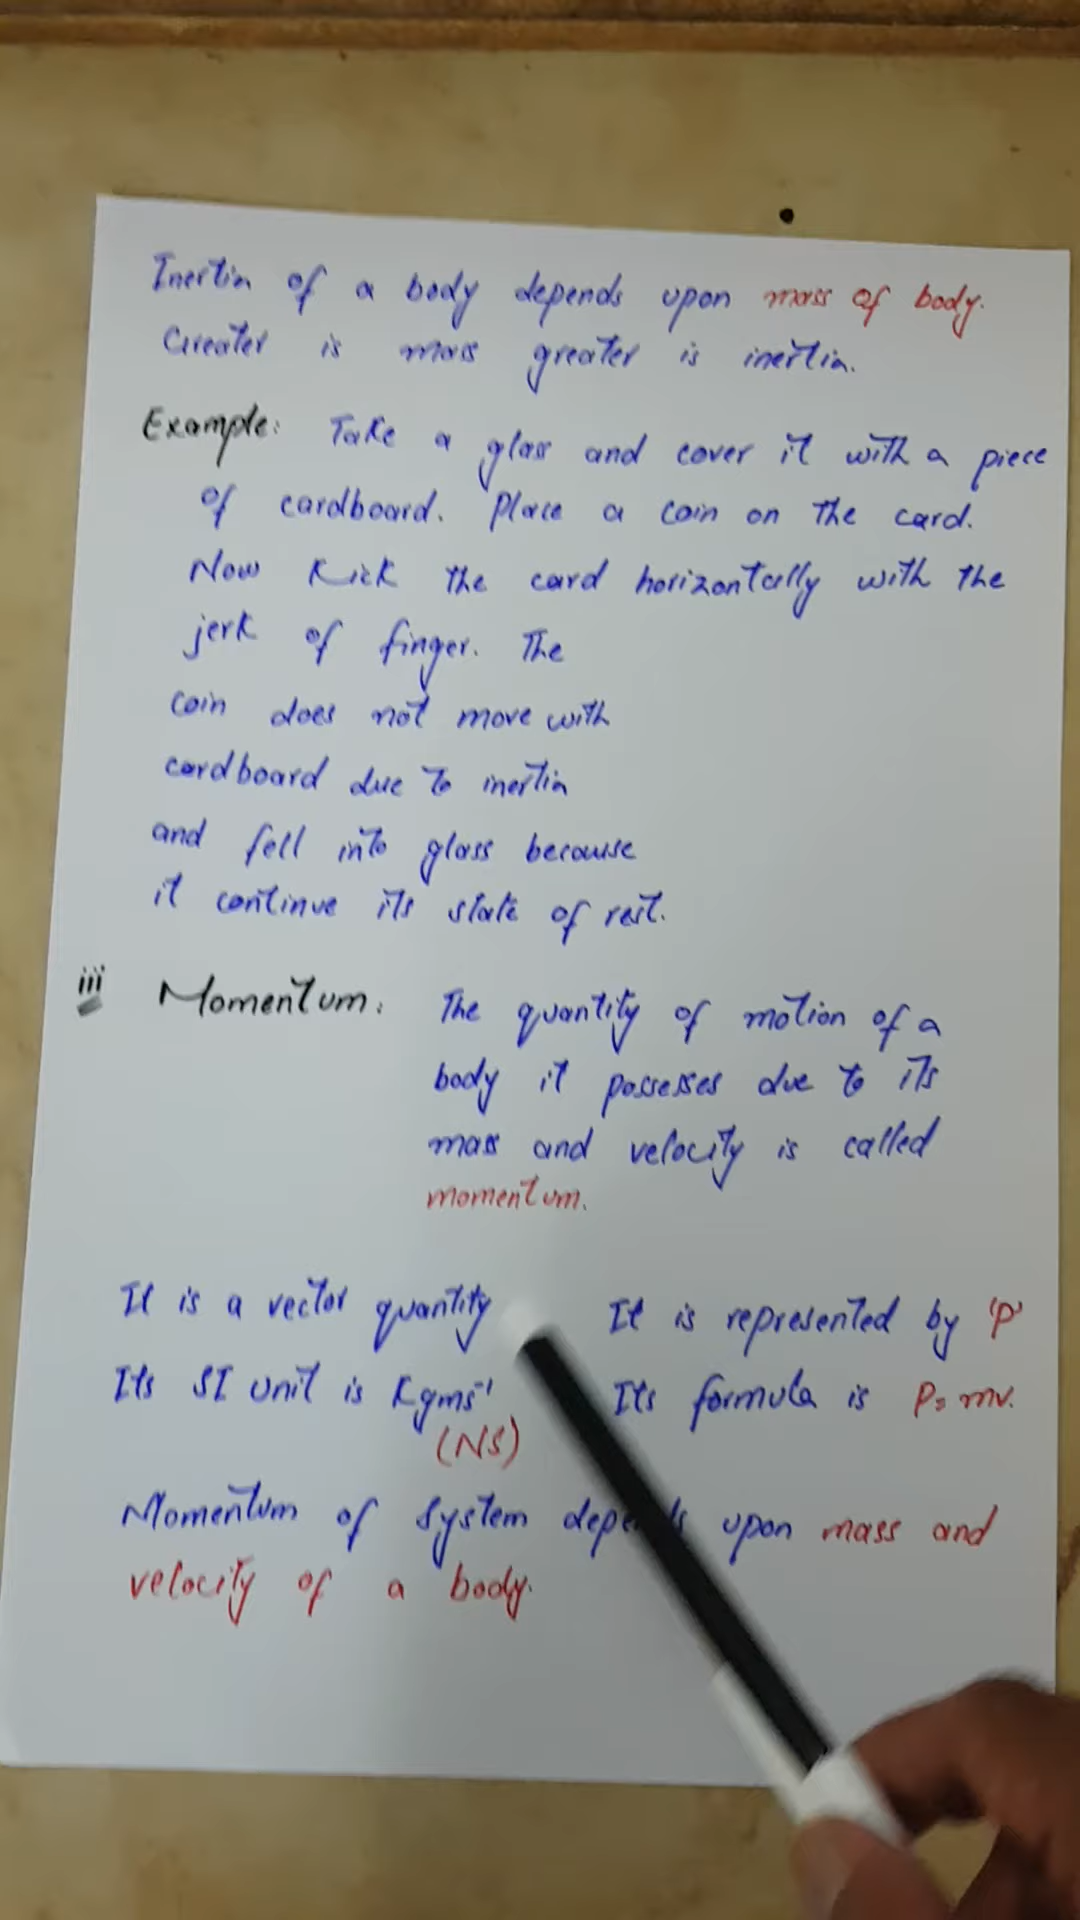 Inertia of a body depends upon mass of body.
Greater is mass greater is inertia.
Example: Take a glass and cover it with a piece
of cardboard. Place a coin on the card.
Now Kick the card horizontally with the
jerk of finger. The
coin does not move with
cardboard due to inertia
and fell into glass because
it continue its state of rest.
iii Momentum: The quantity of motion of a
body it possesses due to its
mass and velocity is called
momentum.
It is a vector quantity It is represented by 'P'
Its SI unit is Kgms⁻¹ Its formula is P= mv.
(NS)
Momentum of system depends upon mass and
velocity of a body.